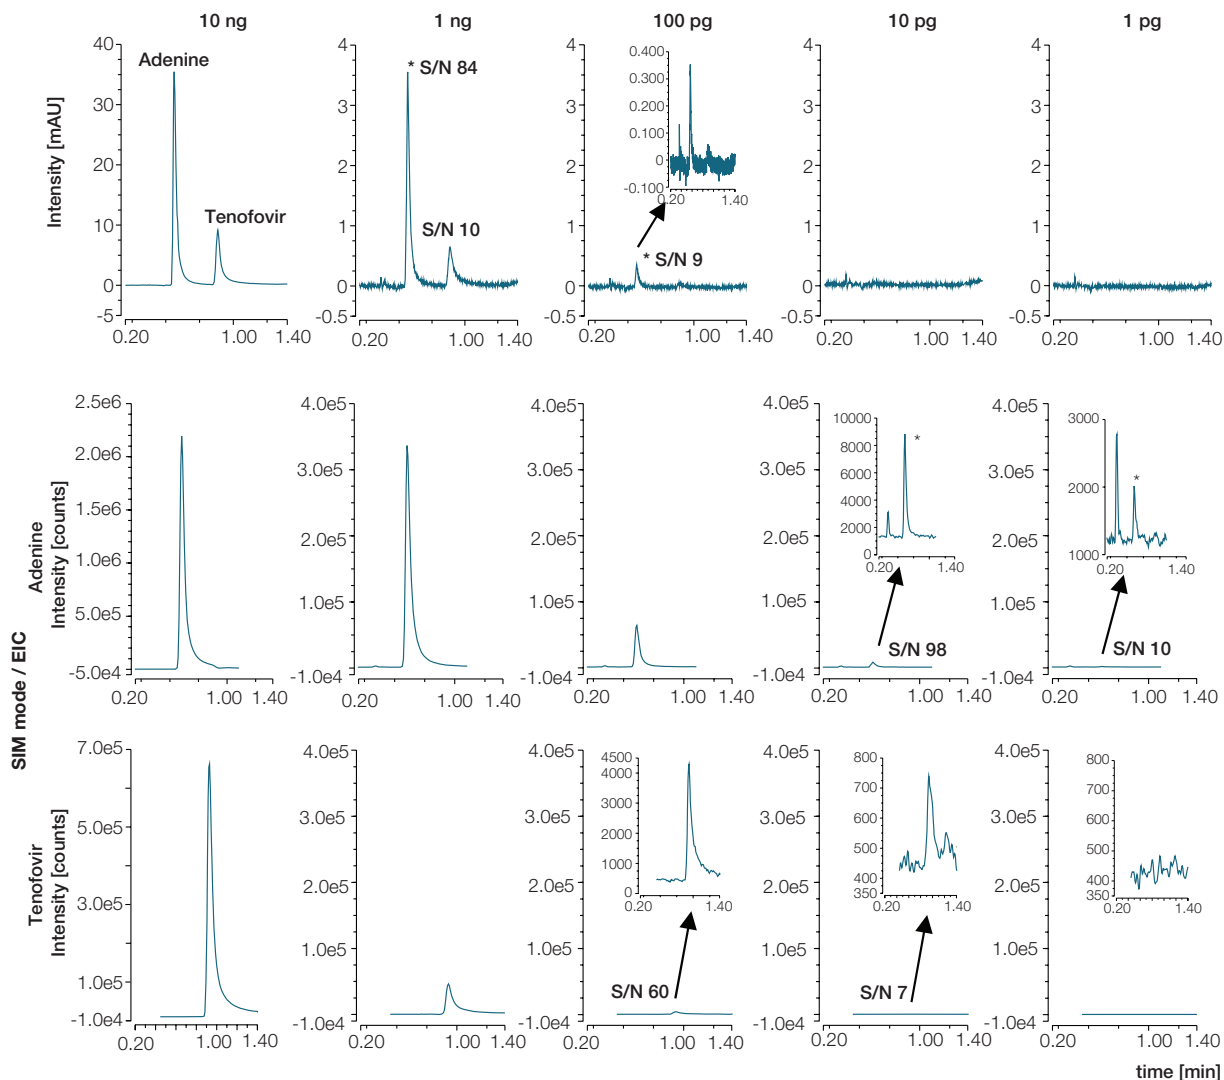 10 ng 1 ng 100 pg 10 pg 1 pg
Intensity [mAU]
40 30 20 10 0 -5
Adenine
Tenofovir
0.20 1.00 1.40
4 3 2 1 0 -0.5
* S/N 84
S/N 10
0.20 1.00 1.40
4 3 2 1 0 -0.5
0.400 0.300 0.200 0.100 0 -0.100
0.20 1.40
* S/N 9
0.20 1.00 1.40
4 3 2 1 0 -0.5
0.20 1.00 1.40
4 3 2 1 0 -0.5
0.20 1.00 1.40
SIM mode / EIC
Adenine
Intensity [counts]
2.5e6 2.0e6 1.5e6 1.0e6 5.0e5 -5.0e4
0.20 1.00 1.40
4.0e5 3.0e5 2.0e5 1.0e5 -1.0e4
0.20 1.00 1.40
4.0e5 3.0e5 2.0e5 1.0e5 -1.0e4
0.20 1.00 1.40
4.0e5 3.0e5 2.0e5 1.0e5 -1.0e4
10000 8000 6000 4000 2000 0
*
0.20 1.40
S/N 98
0.20 1.00 1.40
4.0e5 3.0e5 2.0e5 1.0e5 -1.0e4
3000 2000 1000
*
0.20 1.40
S/N 10
0.20 1.00 1.40
Tenofovir
Intensity [counts]
7.0e5 5.0e5 3.0e5 1.0e5 -1.0e4
0.20 1.00 1.40
4.0e5 3.0e5 2.0e5 1.0e5 -1.0e4
0.20 1.00 1.40
4.0e5 3.0e5 2.0e5 1.0e5 -1.0e4
4500 4000 3000 2000 1000 0
0.20 1.40
S/N 60
0.20 1.00 1.40
4.0e5 3.0e5 2.0e5 1.0e5 -1.0e4
800 700 600 500 400 350
0.20 1.40
S/N 7
0.20 1.00 1.40
4.0e5 3.0e5 2.0e5 1.0e5 -1.0e4
800 700 600 500 400 350
0.20 1.40
0.20 1.00 1.40
time [min]